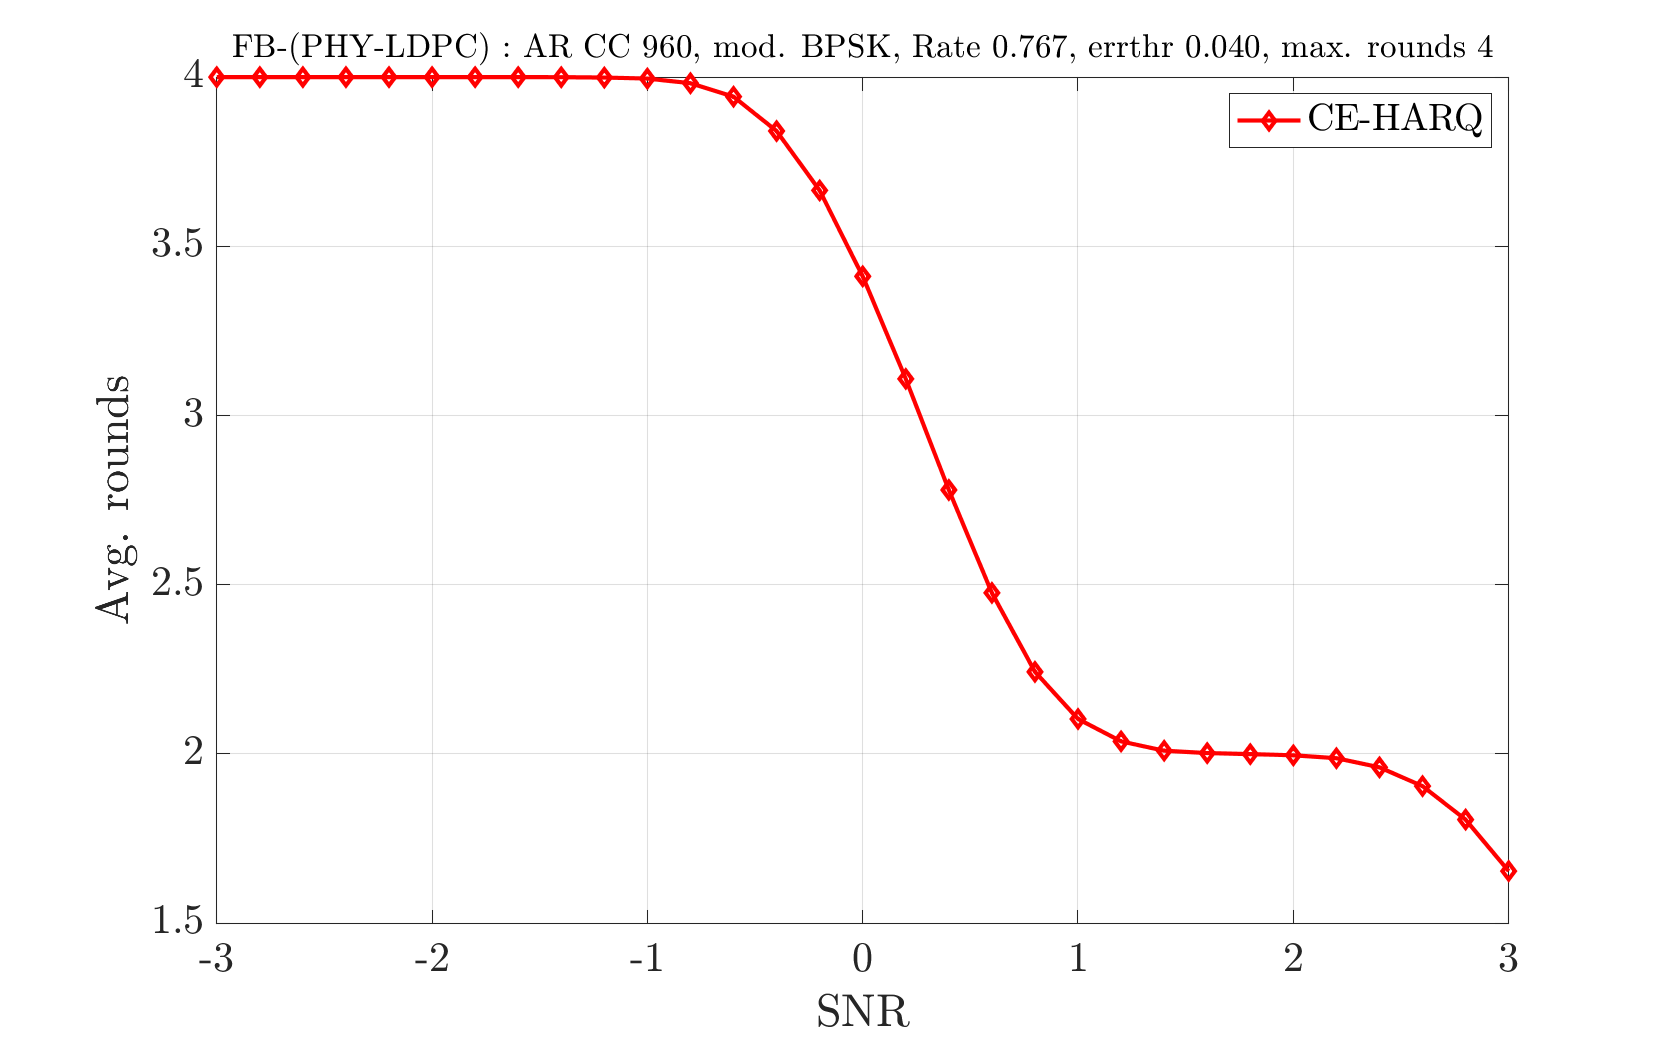 FB-(PHY-LDPC) : AR CC 960, mod. BPSK, Rate 0.767, errthr 0.040, max. rounds 4
CE-HARQ
4
3.5
3
2.5
2
1.5
Avg. rounds
-3 -2 -1 0 1 2 3
SNR